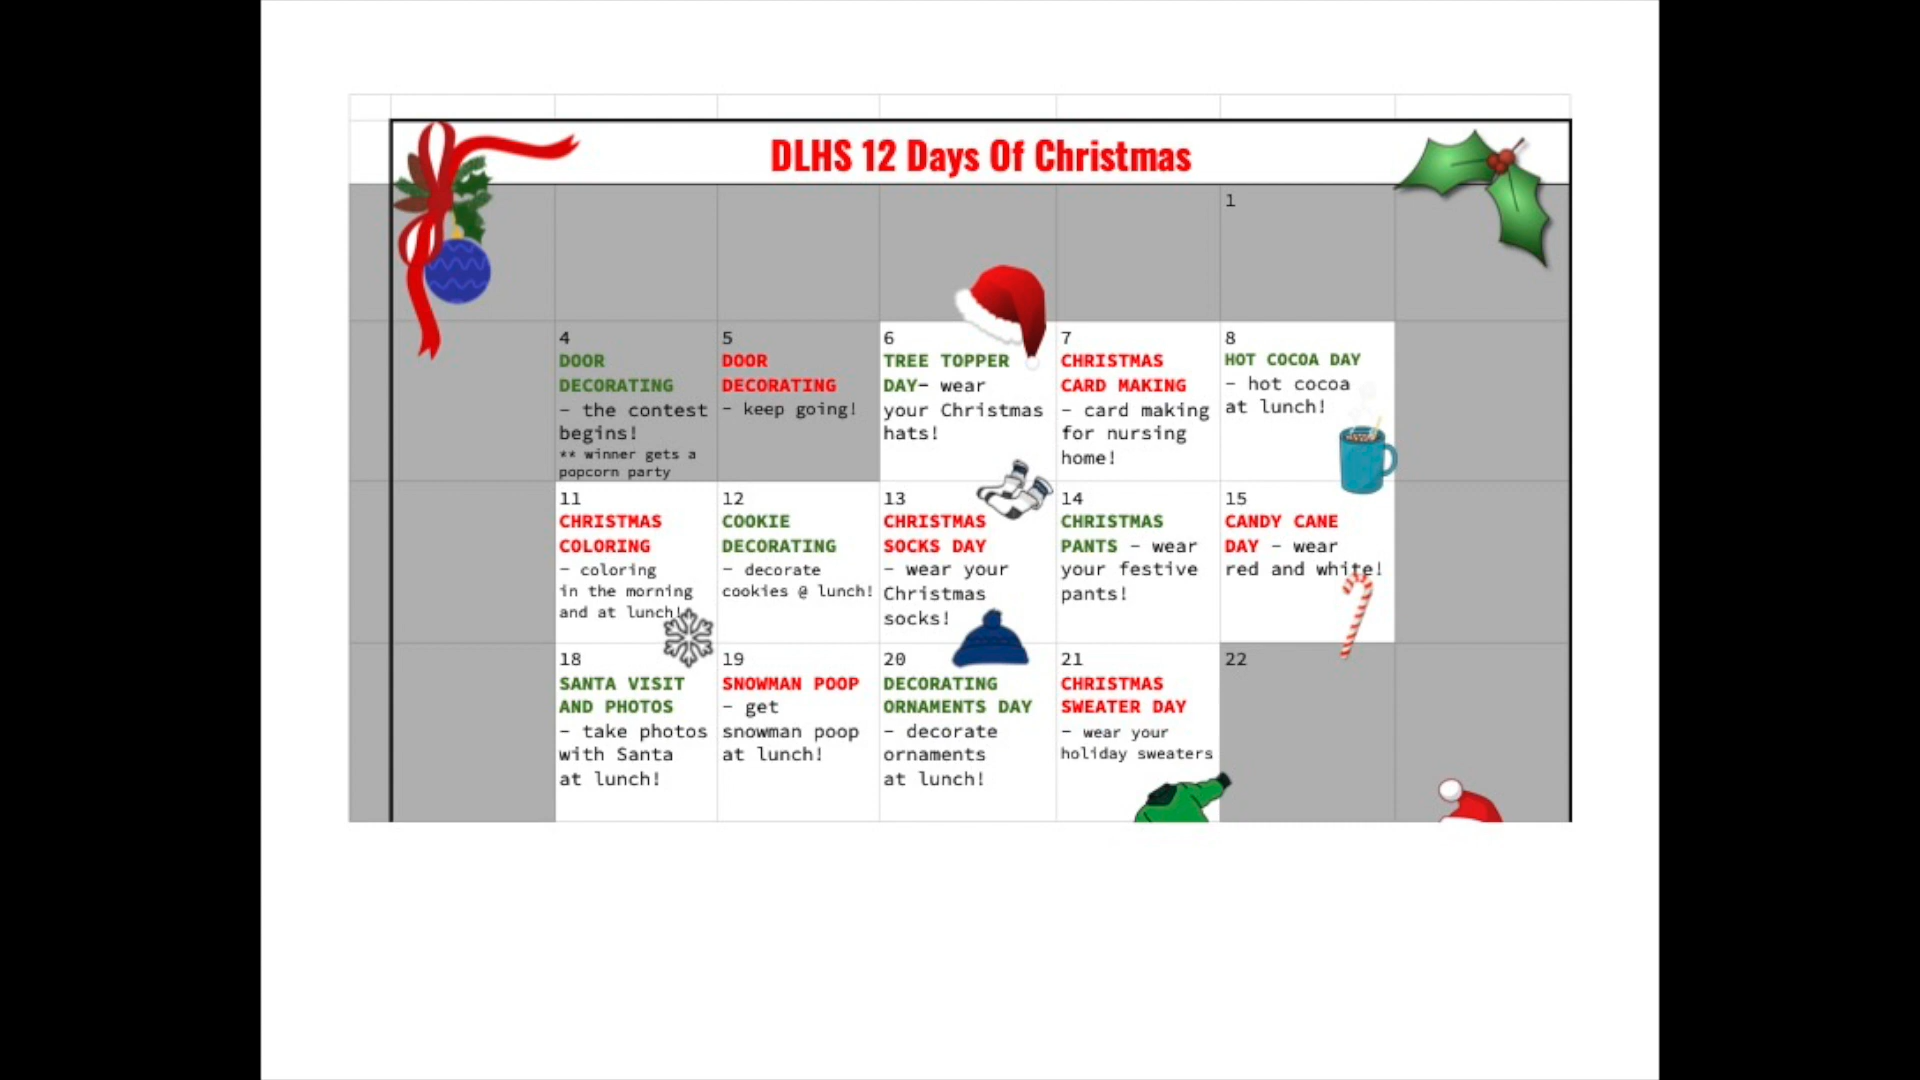 DLHS 12 Days Of Christmas
1
4
DOOR
DECORATING
- the contest
begins!
** winner gets a
popcorn party
5
DOOR
DECORATING
- keep going!
6
TREE TOPPER
DAY- wear
your Christmas
hats!
7
CHRISTMAS
CARD MAKING
- card making
for nursing
home!
8
HOT COCOA DAY
- hot cocoa
at lunch!
11
CHRISTMAS
COLORING
- coloring
in the morning
and at lunch!
12
COOKIE
DECORATING
- decorate
cookies @ lunch!
13
CHRISTMAS
SOCKS DAY
- wear your
Christmas
socks!
14
CHRISTMAS
PANTS - wear
your festive
pants!
15
CANDY CANE
DAY - wear
red and white!
18
SANTA VISIT
AND PHOTOS
- take photos
with Santa
at lunch!
19
SNOWMAN POOP
- get
snowman poop
at lunch!
20
DECORATING
ORNAMENTS DAY
- decorate
ornaments
at lunch!
21
CHRISTMAS
SWEATER DAY
- wear your
holiday sweaters
22